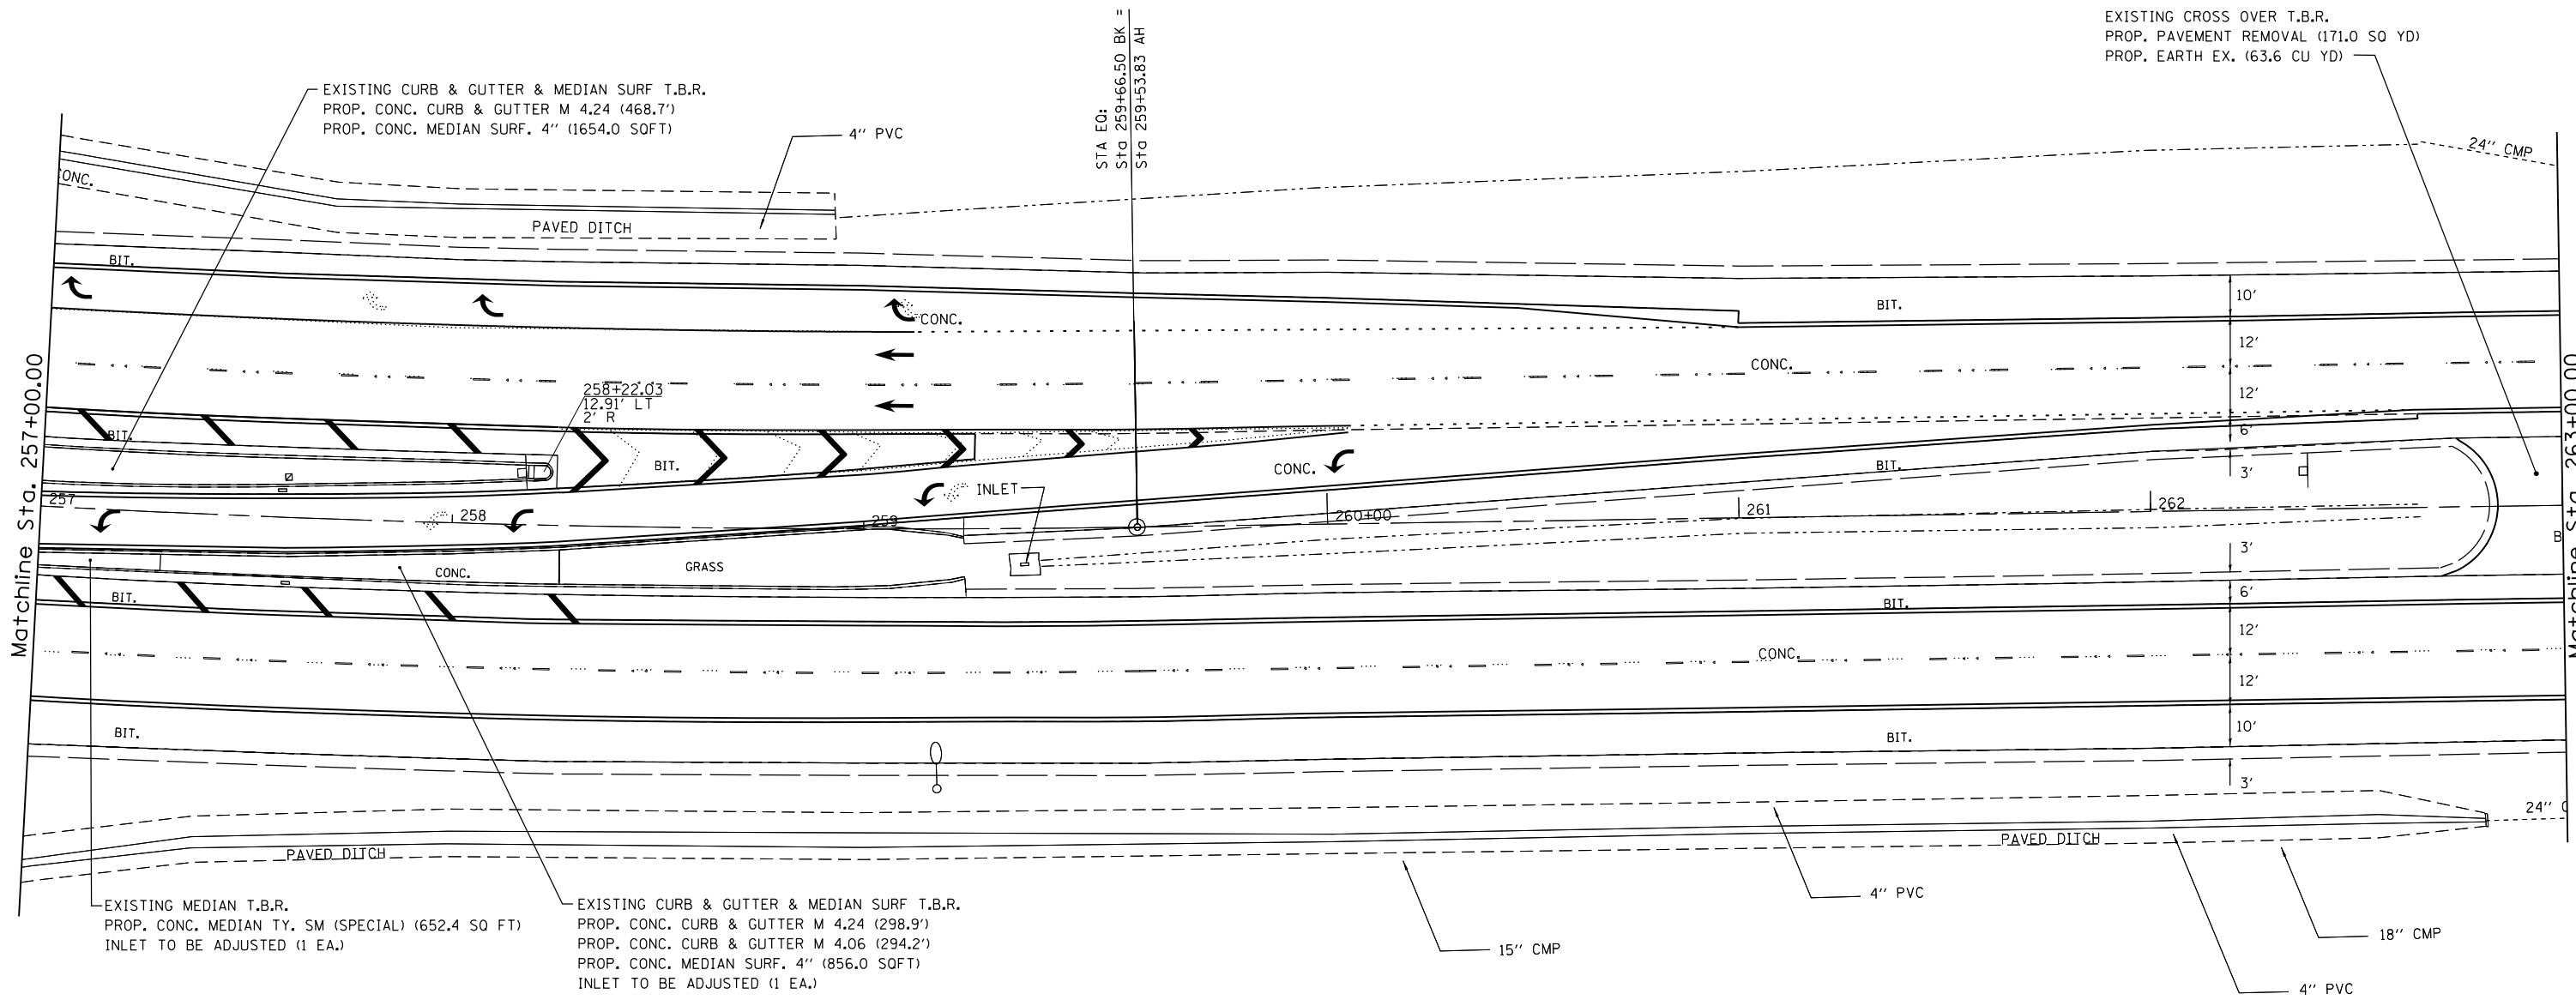 EXISTING CROSS OVER T.B.R.
PROP. PAVEMENT REMOVAL (171.0 SQ YD)
PROP. EARTH EX. (63.6 CU YD)
STA EQ:
Sta 259+66.50 BK "
Sta 259+53.83 AH
EXISTING CURB & GUTTER & MEDIAN SURF T.B.R.
PROP. CONC. CURB & GUTTER M 4.24 (468.7')
PROP. CONC. MEDIAN SURF. 4'' (1654.0 SQFT)
4'' PVC
24'' CMP
ONC.
PAVED DITCH
BIT.
10'
BIT.
CONC.
12'
CONC.
Matchline Sta. 257+00.00
Matchline Sta. 263+00.00
258+22.03
12.91' LT
2' R
12'
BIT.
6'
BIT.
CONC.
BIT.
3'
INLET
257
258
259
260+00
261
262
3'
B
CONC.
GRASS
BIT.
6'
BIT.
12'
CONC.
12'
BIT.
10'
BIT.
3'
24'' C
PAVED DITCH
PAVED DITCH
EXISTING MEDIAN T.B.R.
PROP. CONC. MEDIAN TY. SM (SPECIAL) (652.4 SQ FT)
INLET TO BE ADJUSTED (1 EA.)
EXISTING CURB & GUTTER & MEDIAN SURF T.B.R.
PROP. CONC. CURB & GUTTER M 4.24 (298.9')
PROP. CONC. CURB & GUTTER M 4.06 (294.2')
PROP. CONC. MEDIAN SURF. 4'' (856.0 SQFT)
INLET TO BE ADJUSTED (1 EA.)
4'' PVC
15'' CMP
18'' CMP
4'' PVC